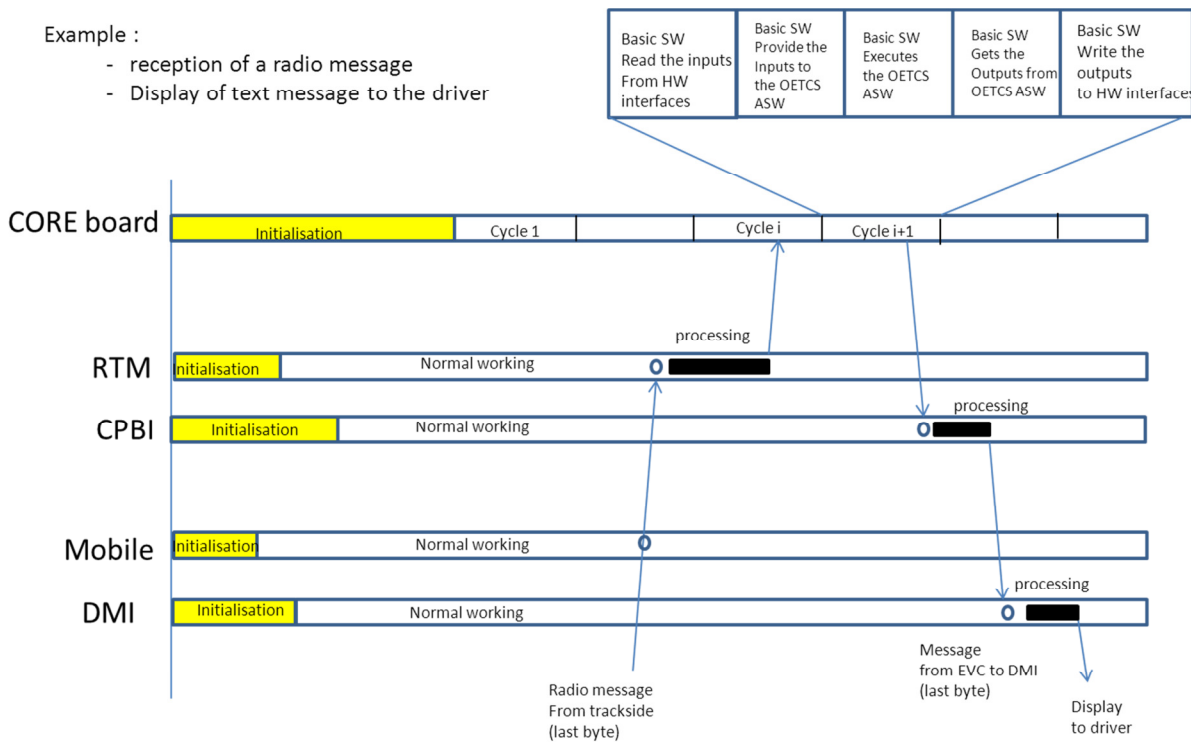 Example :
- reception of a radio message
- Display of text message to the driver
Basic SW
Read the inputs
From HW
interfaces
Basic SW
Provide the
Inputs to
the OETCS
ASW
Basic SW
Executes
the OETCS
ASW
Basic SW
Gets the
Outputs from
OETCS ASW
Basic SW
Write the
outputs
to HW interfaces
CORE board
Initialisation
Cycle 1
Cycle i
Cycle i+1
processing
RTM
Initialisation
Normal working
processing
CPBI
Initialisation
Normal working
Mobile
Initialisation
Normal working
processing
DMI
Initialisation
Normal working
Radio message
From trackside
(last byte)
Message
from EVC to DMI
(last byte)
Display
to driver